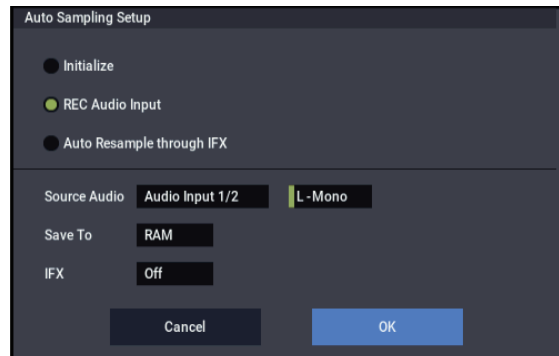 Auto Sampling Setup
Initialize
REC Audio Input
Auto Resample through IFX
Source Audio Audio Input 1/2 L-Mono
Save To RAM
IFX Off
Cancel OK